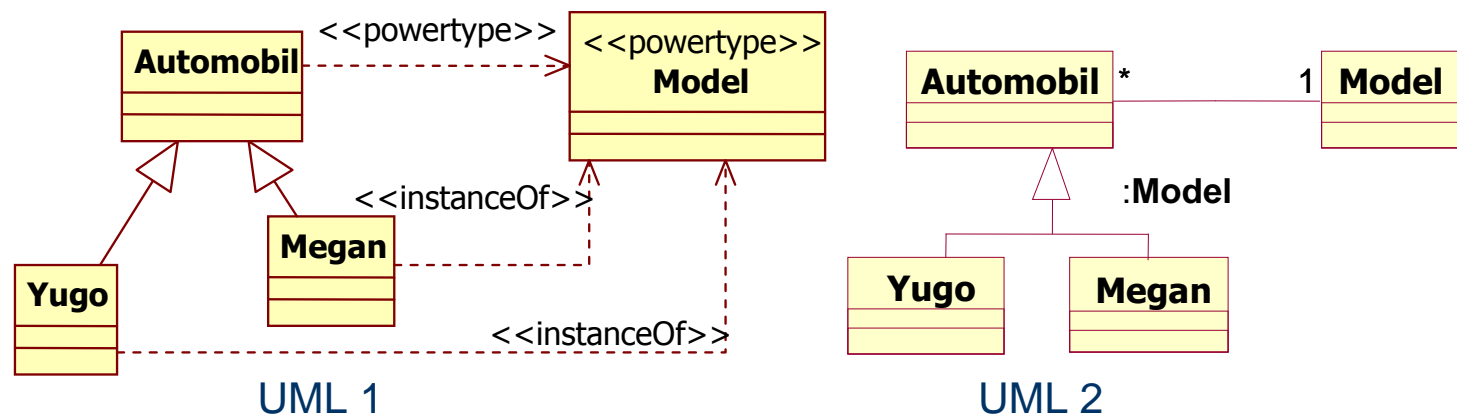 Automobil
<<powertype>>
<<powertype>>
Model
<<instanceOf>>
Megan
Yugo
<<instanceOf>>
UML 1
Automobil
*
1
Model
:Model
Yugo
Megan
UML 2